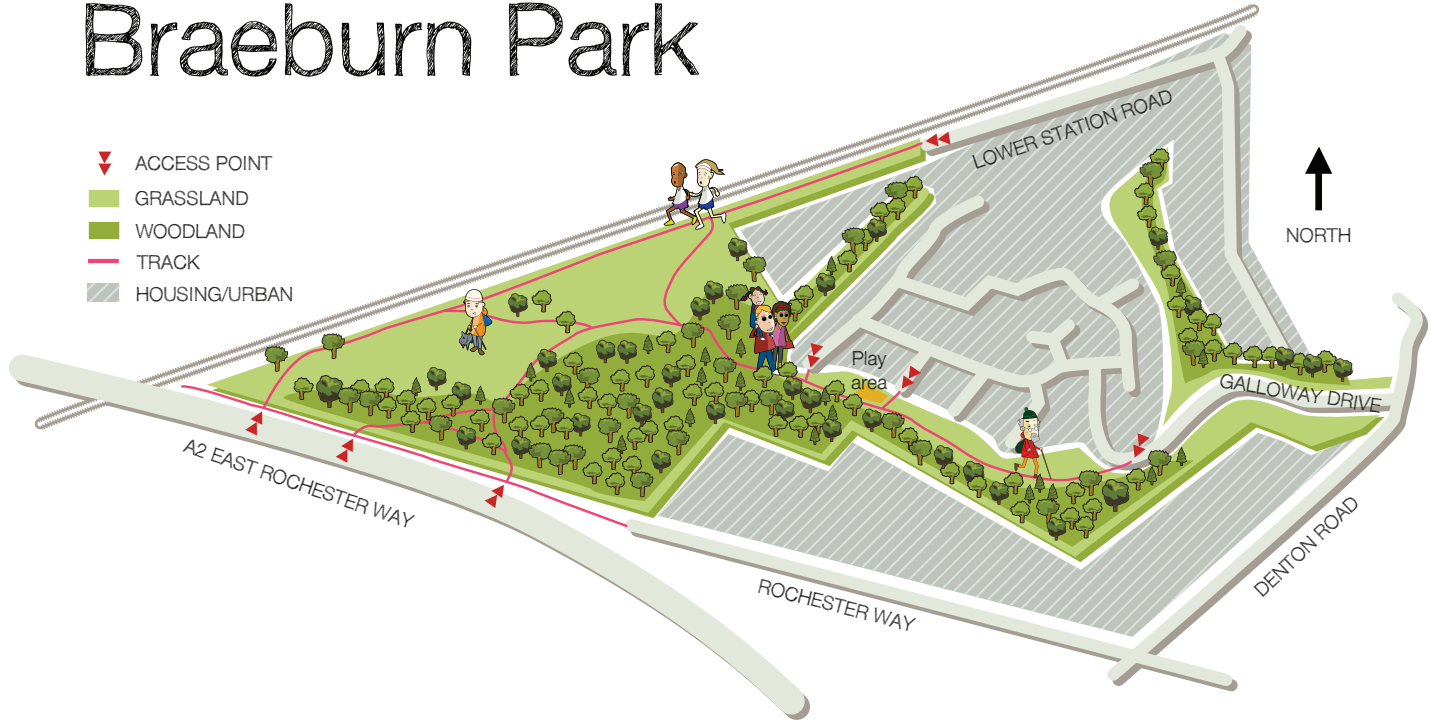 Braeburn Park
ACCESS POINT
GRASSLAND
WOODLAND
TRACK
HOUSING/URBAN
LOWER STATION ROAD
NORTH
Play
area
GALLOWAY DRIVE
A2 EAST ROCHESTER WAY
ROCHESTER WAY
DENTON ROAD